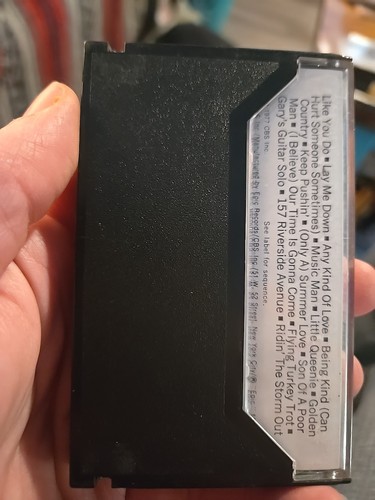 Like You Do ▪ Lay Me Down ▪ Any Kind Of Love ▪ Being Kind (Can
Hurt Someone Sometimes) ▪ Music Man ▪ Little Queenie ▪ Golden
Country ▪ Keep Pushin' ▪ (Only A) Summer Love ▪ Son Of A Poor
Man ▪ (I Believe) Our Time Is Gonna Come ▪ Flying Turkey Trot ▪
Gary's Guitar Solo ▪ 157 Riverside Avenue ▪ Ridin' The Storm Out
See label for sequence.
1977 CBS Inc.
Manufactured by Epic Records/CBS Inc./51 W. 52 Street, New York City